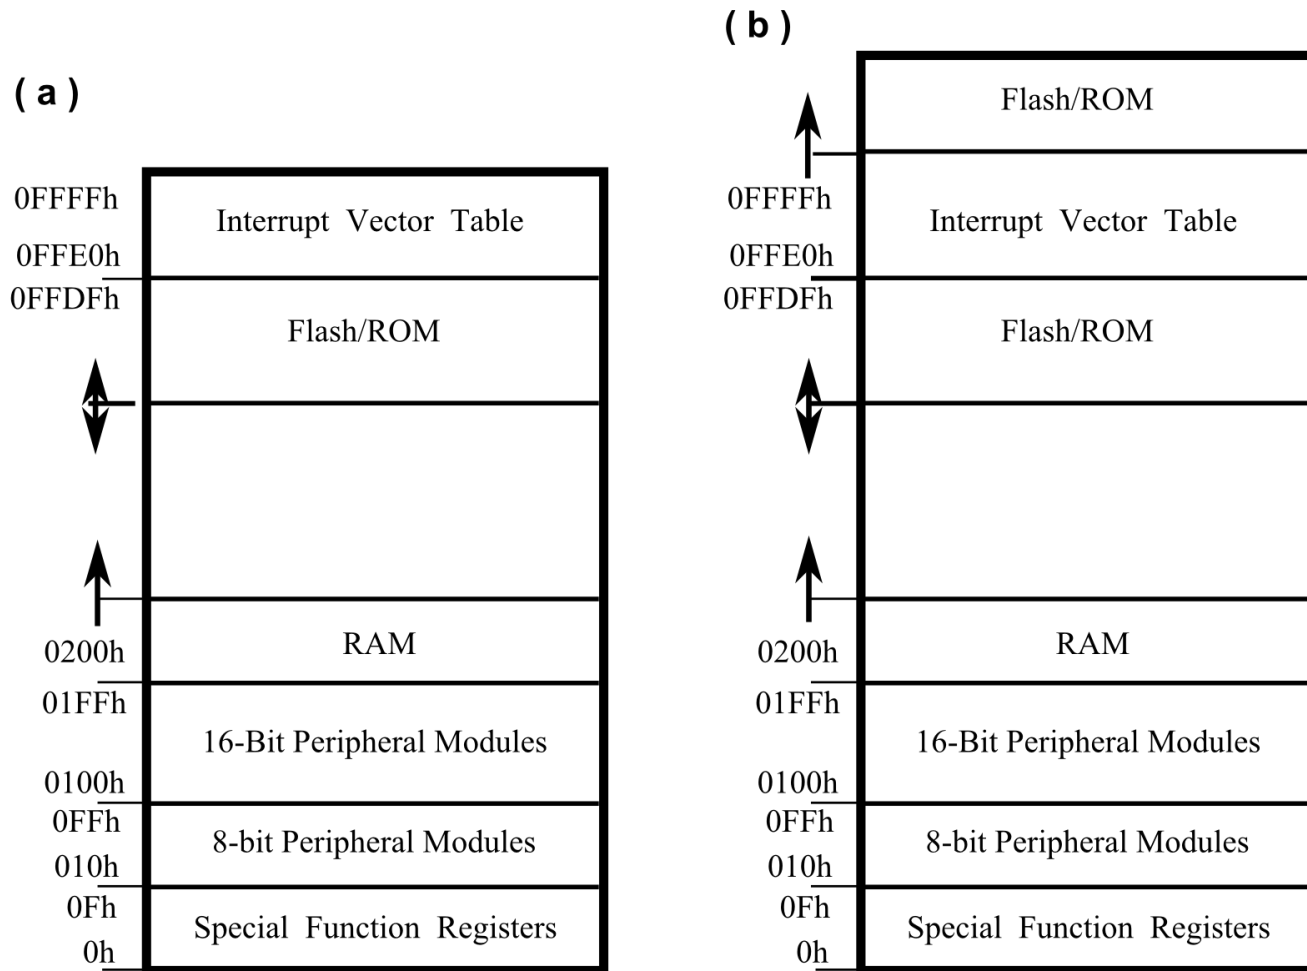 ( a )
0FFFFh
Interrupt Vector Table
0FFE0h
0FFDFh
Flash/ROM
0200h
RAM
01FFh
16-Bit Peripheral Modules
0100h
0FFh
8-bit Peripheral Modules
010h
0Fh
Special Function Registers
0h
( b )
Flash/ROM
0FFFFh
Interrupt Vector Table
0FFE0h
0FFDFh
Flash/ROM
0200h
RAM
01FFh
16-Bit Peripheral Modules
0100h
0FFh
8-bit Peripheral Modules
010h
0Fh
Special Function Registers
0h